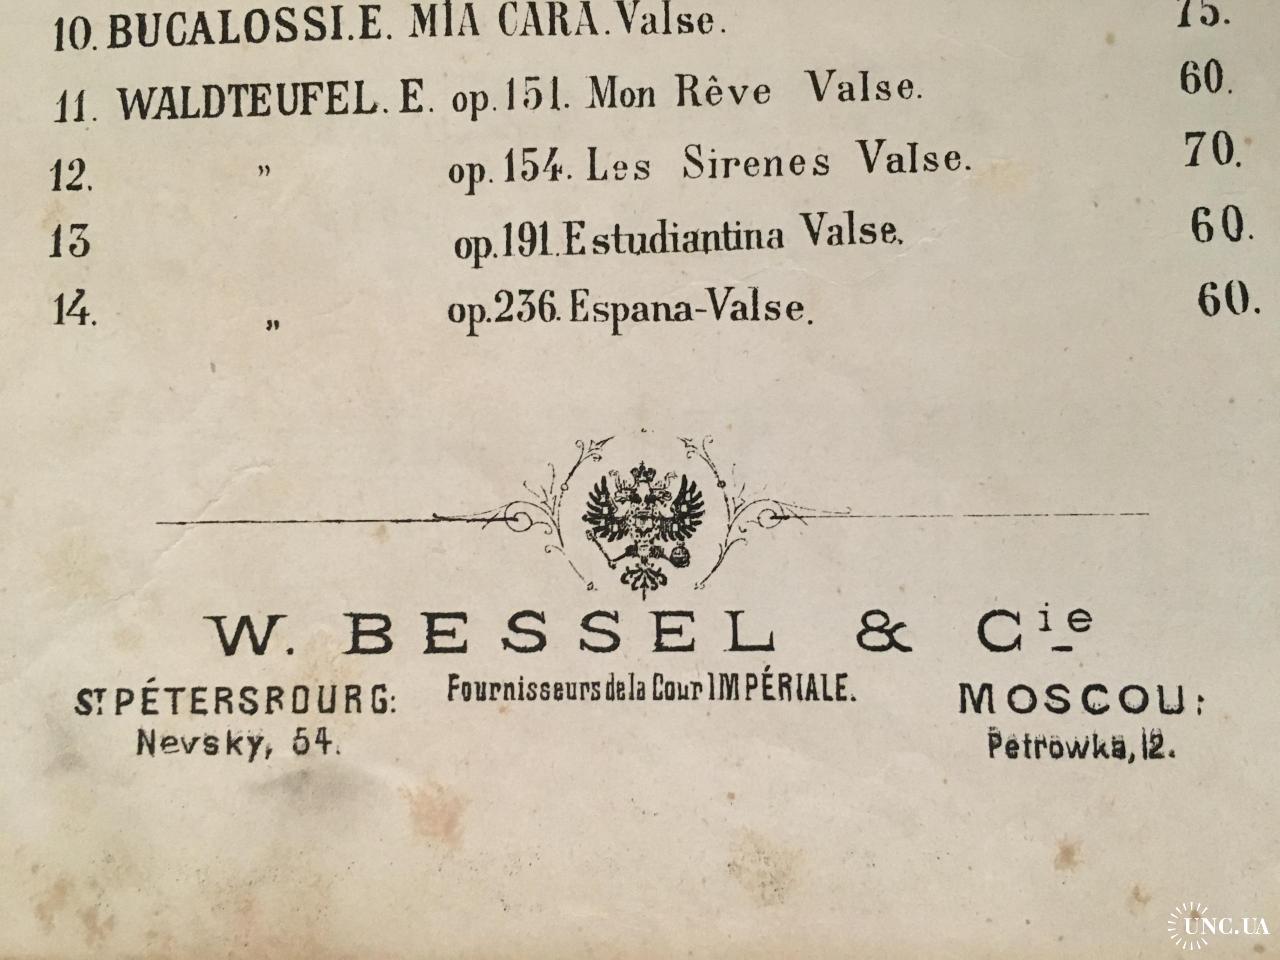 10. BUCALOSSI.E. MIA CARA. Valse. 75.
11. WALDTEUFEL. E. op.151. Mon Rêve Valse. 60.
12. " op.154. Les Sirenes Valse. 70.
13 op.191. Estudiantina Valse. 60.
14. „ op.236. Espana-Valse. 60.
W. BESSEL & Cie
ST PÉTERSBOURG: Fournisseurs de la Cour IMPÉRIALE. MOSCOU:
Nevsky, 54. Petrowka, 12.
UNC.UA